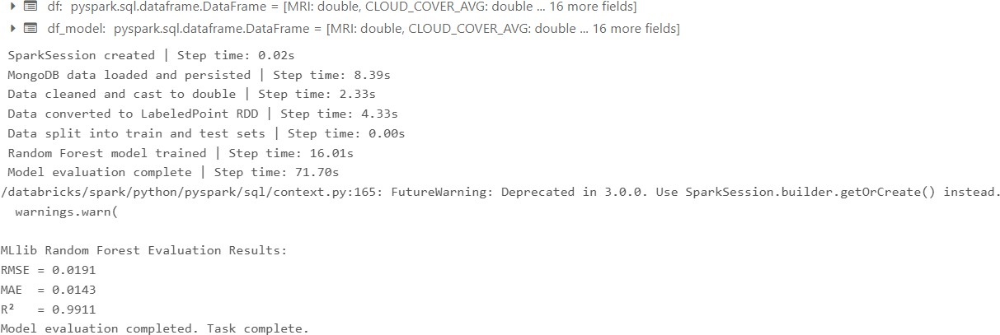 df: pyspark.sql.dataframe.DataFrame = [MRI: double, CLOUD_COVER_AVG: double ... 16 more fields]
df_model: pyspark.sql.dataframe.DataFrame = [MRI: double, CLOUD_COVER_AVG: double ... 16 more fields]
SparkSession created | Step time: 0.02s
MongoDB data loaded and persisted | Step time: 8.39s
Data cleaned and cast to double | Step time: 2.33s
Data converted to LabeledPoint RDD | Step time: 4.33s
Data split into train and test sets | Step time: 0.00s
Random Forest model trained | Step time: 16.01s
Model evaluation complete | Step time: 71.70s
/databricks/spark/python/pyspark/sql/context.py:165: FutureWarning: Deprecated in 3.0.0. Use SparkSession.builder.getOrCreate() instead.
warnings.warn(
MLlib Random Forest Evaluation Results:
RMSE = 0.0191
MAE = 0.0143
R² = 0.9911
Model evaluation completed. Task complete.